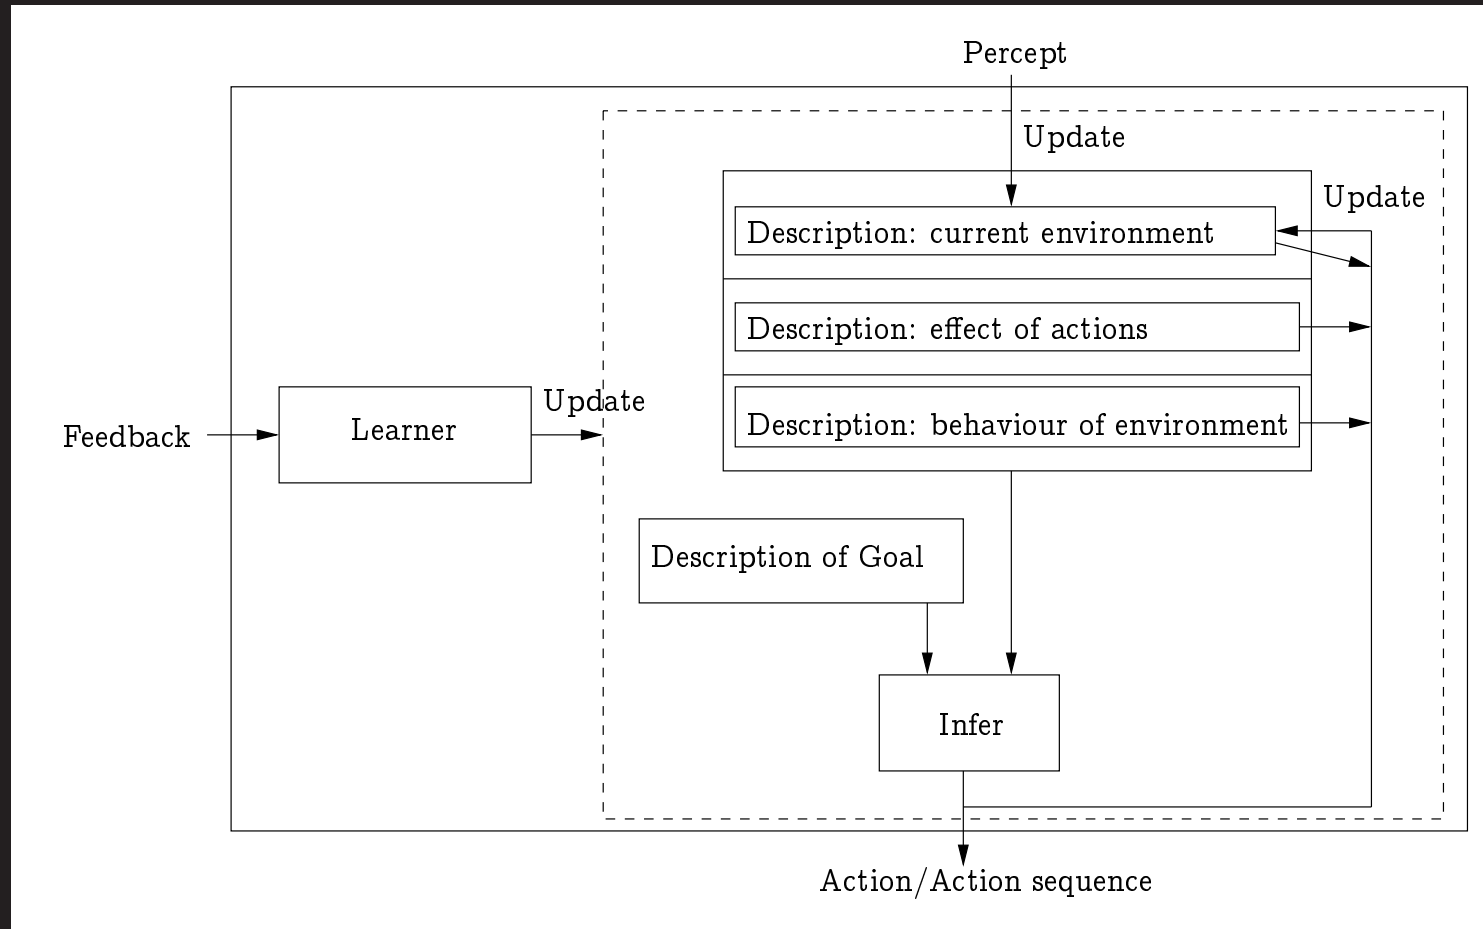 Percept
Update
Update
Description: current environment
Description: effect of actions
Update
Description: behaviour of environment
Feedback
Learner
Description of Goal
Infer
Action/Action sequence